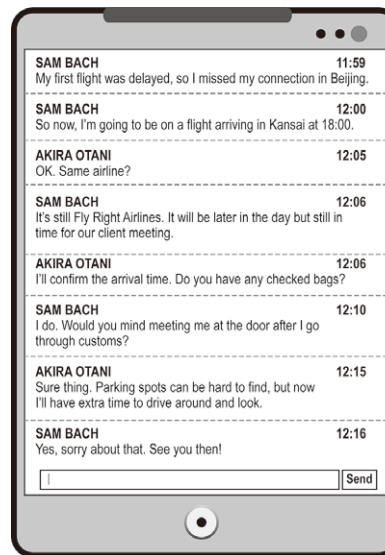 SAM BACH 11:59
My first flight was delayed, so I missed my connection in Beijing.
SAM BACH 12:00
So now, I'm going to be on a flight arriving in Kansai at 18:00.
AKIRA OTANI 12:05
OK. Same airline?
SAM BACH 12:06
It's still Fly Right Airlines. It will be later in the day but still in
time for our client meeting.
AKIRA OTANI 12:06
I'll confirm the arrival time. Do you have any checked bags?
SAM BACH 12:10
I do. Would you mind meeting me at the door after I go
through customs?
AKIRA OTANI 12:15
Sure thing. Parking spots can be hard to find, but now
I'll have extra time to drive around and look.
SAM BACH 12:16
Yes, sorry about that. See you then!
Send